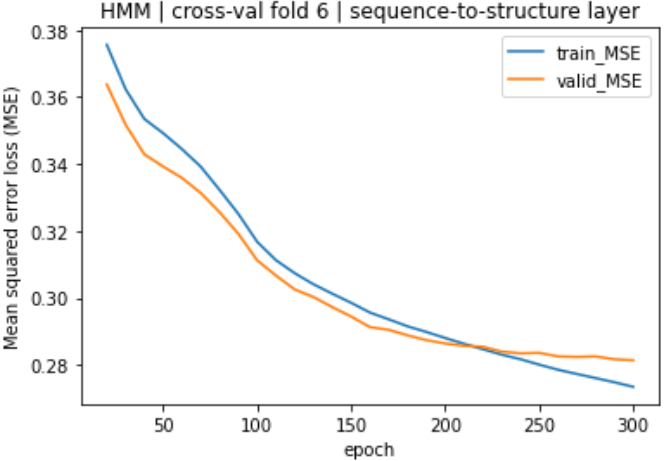 HMM | cross-val fold 6 | sequence-to-structure layer
train_MSE
valid_MSE
Mean squared error loss (MSE)
0.38
0.36
0.34
0.32
0.30
0.28
50
100
150
200
250
300
epoch